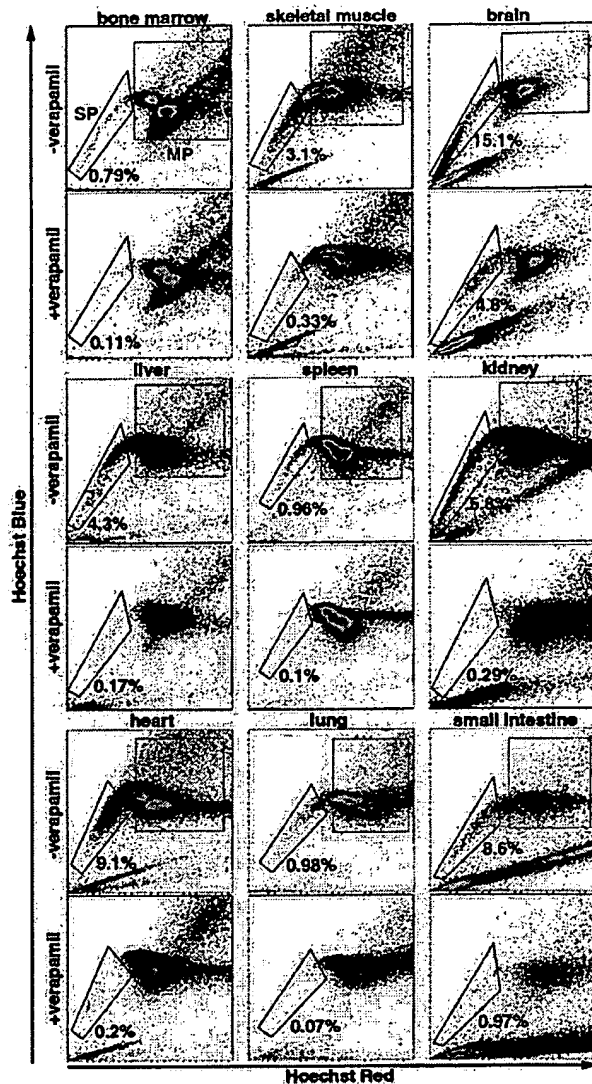 bone marrow skeletal muscle brain
-verapamil
SP
MP
0.79% 3.1% 15.1%
+verapamil
0.11% 0.33% 4.8%
liver spleen kidney
-verapamil
4.3% 0.96%
+verapamil
0.17% 0.1% 0.29%
heart lung small intestine
-verapamil
9.1% 0.98% 8.6%
+verapamil
0.2% 0.07% 0.97%
Hoechst Blue
Hoechst Red